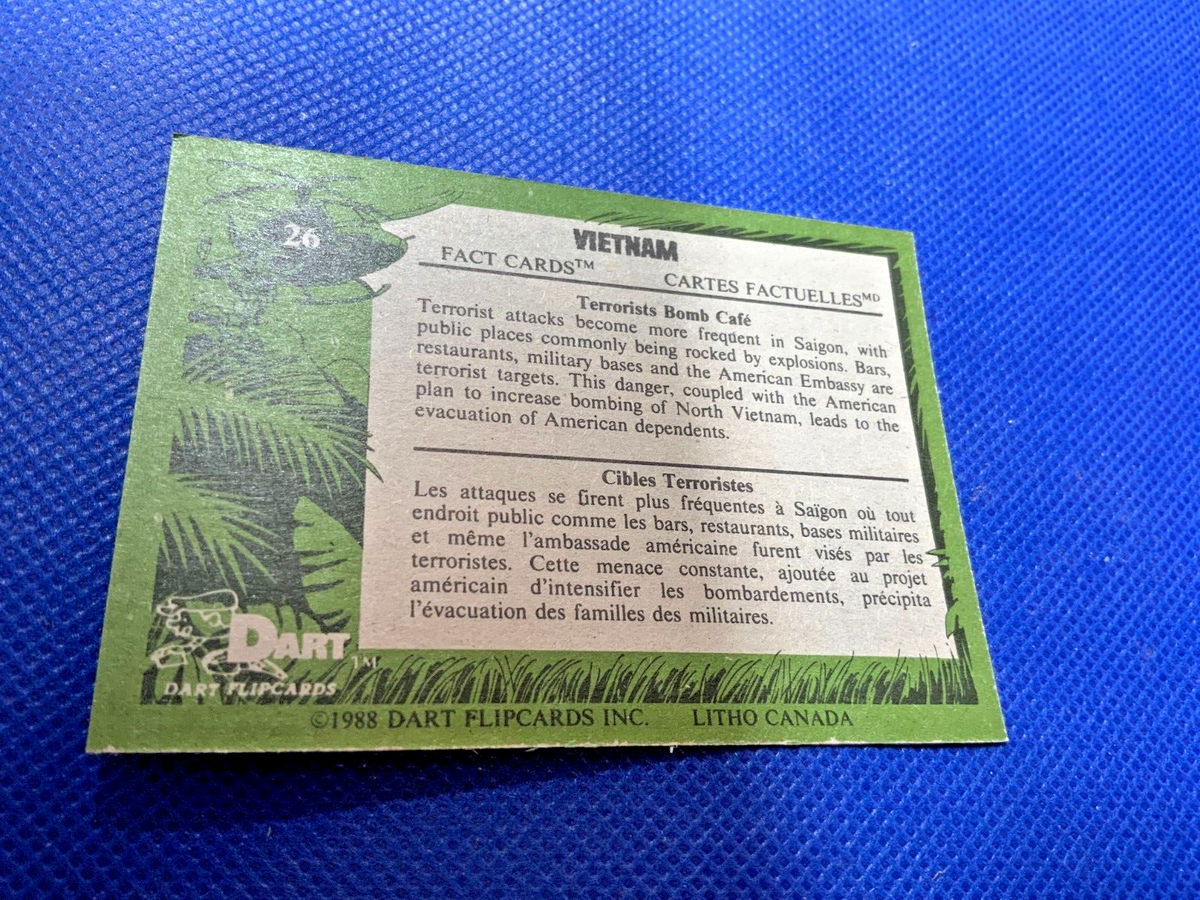 26
VIETNAM
FACT CARDS™
CARTES FACTUELLESMD
Terrorists Bomb Café
Terrorist attacks become more frequent in Saigon, with
public places commonly being rocked by explosions. Bars,
restaurants, military bases and the American Embassy are
terrorist targets. This danger, coupled with the American
plan to increase bombing of North Vietnam, leads to the
evacuation of American dependents.
Cibles Terroristes
Les attaques se firent plus fréquentes à Saïgon où tout
endroit public comme les bars, restaurants, bases militaires
et même l'ambassade américaine furent visés par les
terroristes. Cette menace constante, ajoutée au projet
américain d'intensifier les bombardements, précipita
l'évacuation des familles des militaires.
DART™
DART FLIPCARDS
©1988 DART FLIPCARDS INC. LITHO CANADA